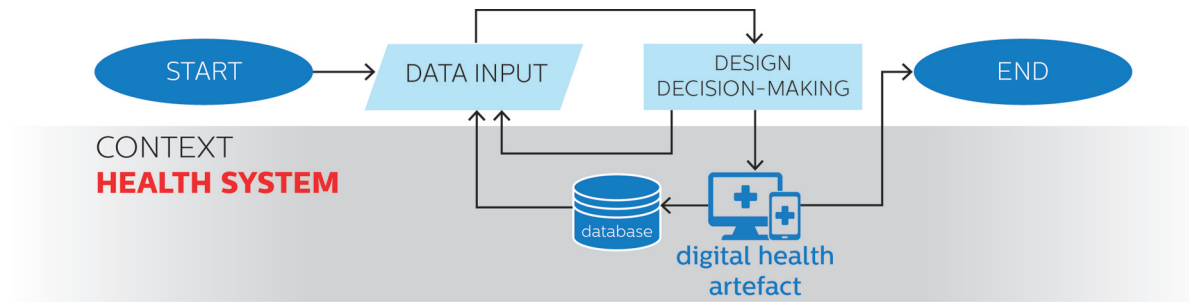 START
DATA INPUT
DESIGN
DECISION-MAKING
END
CONTEXT
HEALTH SYSTEM
database
digital health
artefact